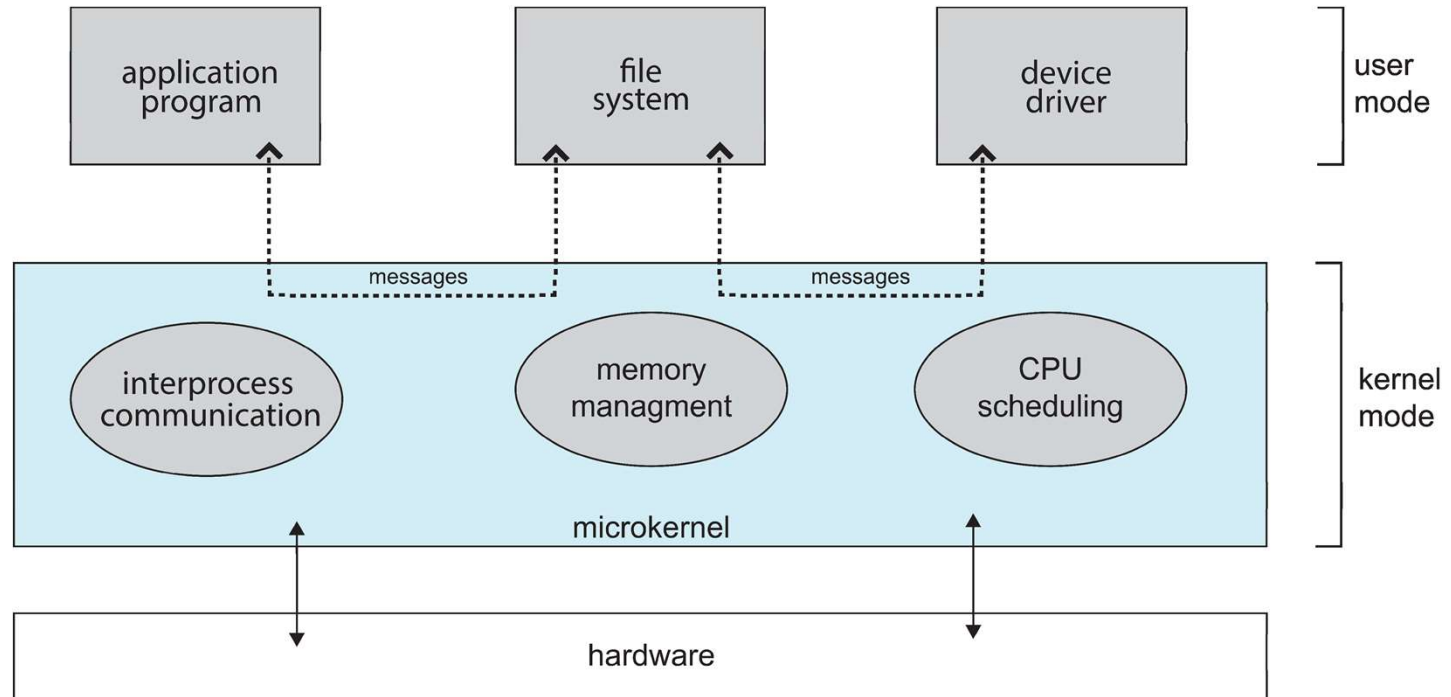 application
program
file
system
device
driver
user
mode
messages
messages
interprocess
communication
memory
managment
CPU
scheduling
kernel
mode
microkernel
hardware